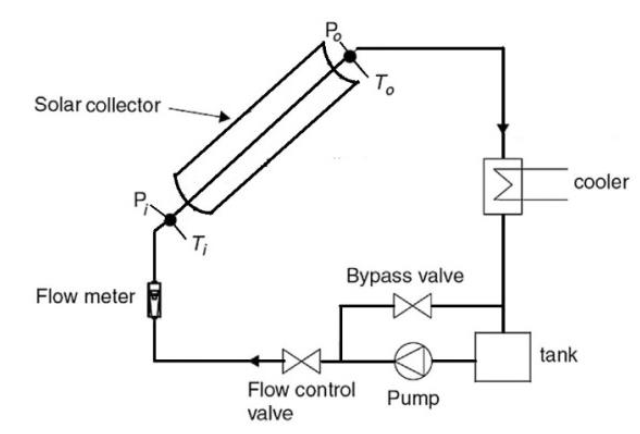 Pₒ
Tₒ
Solar collector
cooler
Pᵢ
Tᵢ
Bypass valve
Flow meter
tank
Flow control
valve
Pump